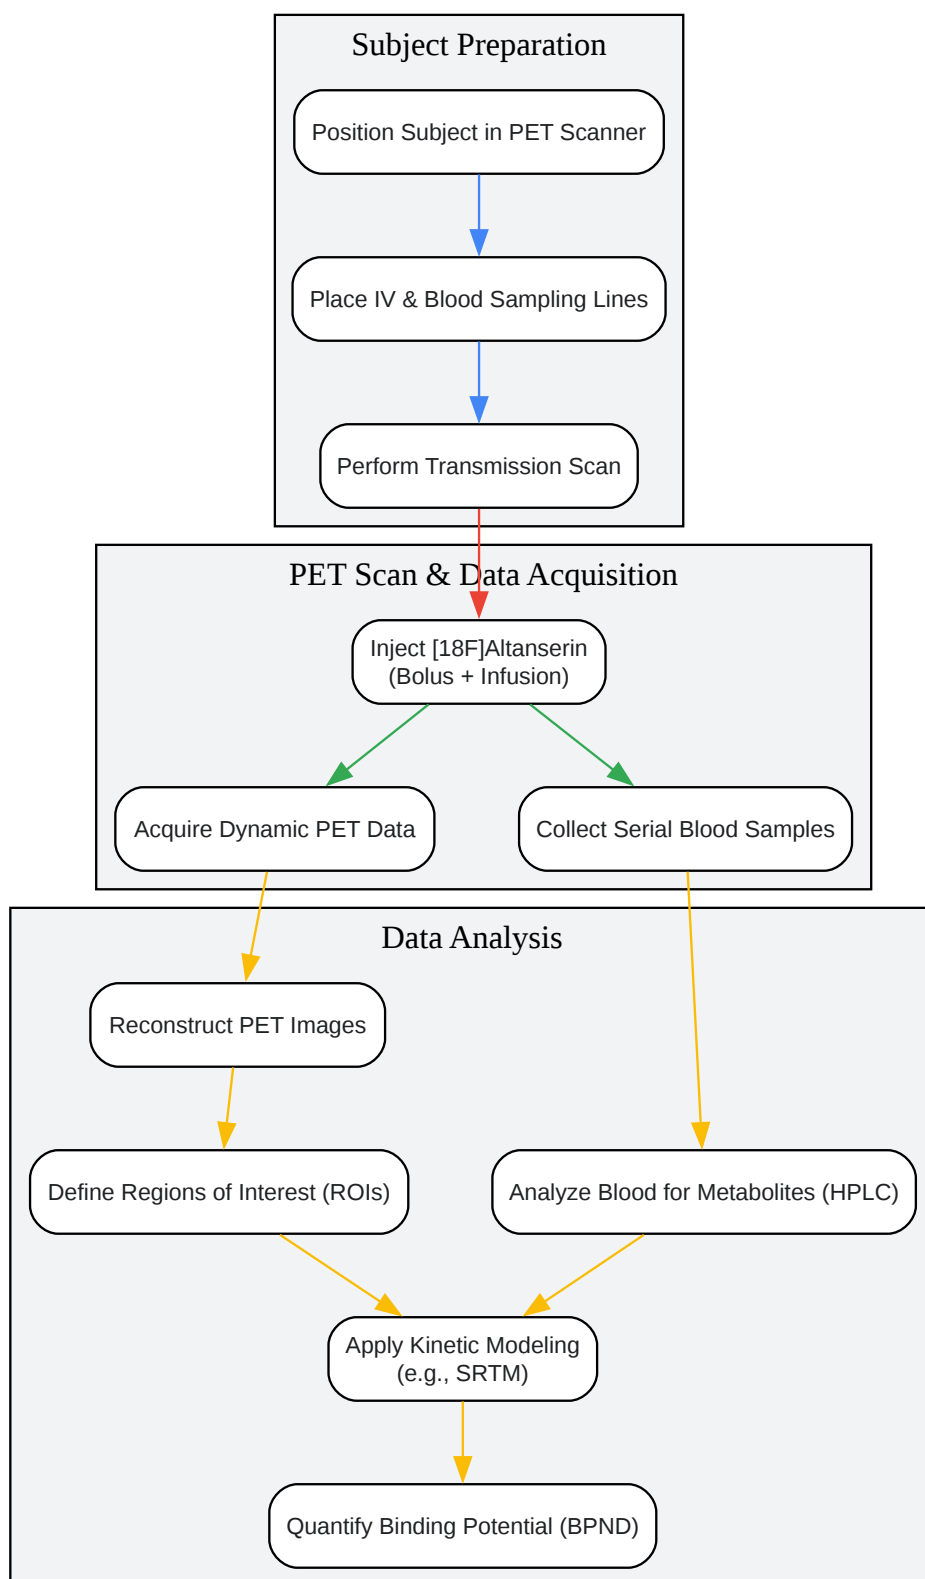 Subject Preparation
Position Subject in PET Scanner
Place IV & Blood Sampling Lines
Perform Transmission Scan
PET Scan & Data Acquisition
Inject [18F]Altanserin
(Bolus + Infusion)
Acquire Dynamic PET Data
Collect Serial Blood Samples
Data Analysis
Reconstruct PET Images
Define Regions of Interest (ROIs)
Analyze Blood for Metabolites (HPLC)
Apply Kinetic Modeling
(e.g., SRTM)
Quantify Binding Potential (BPND)